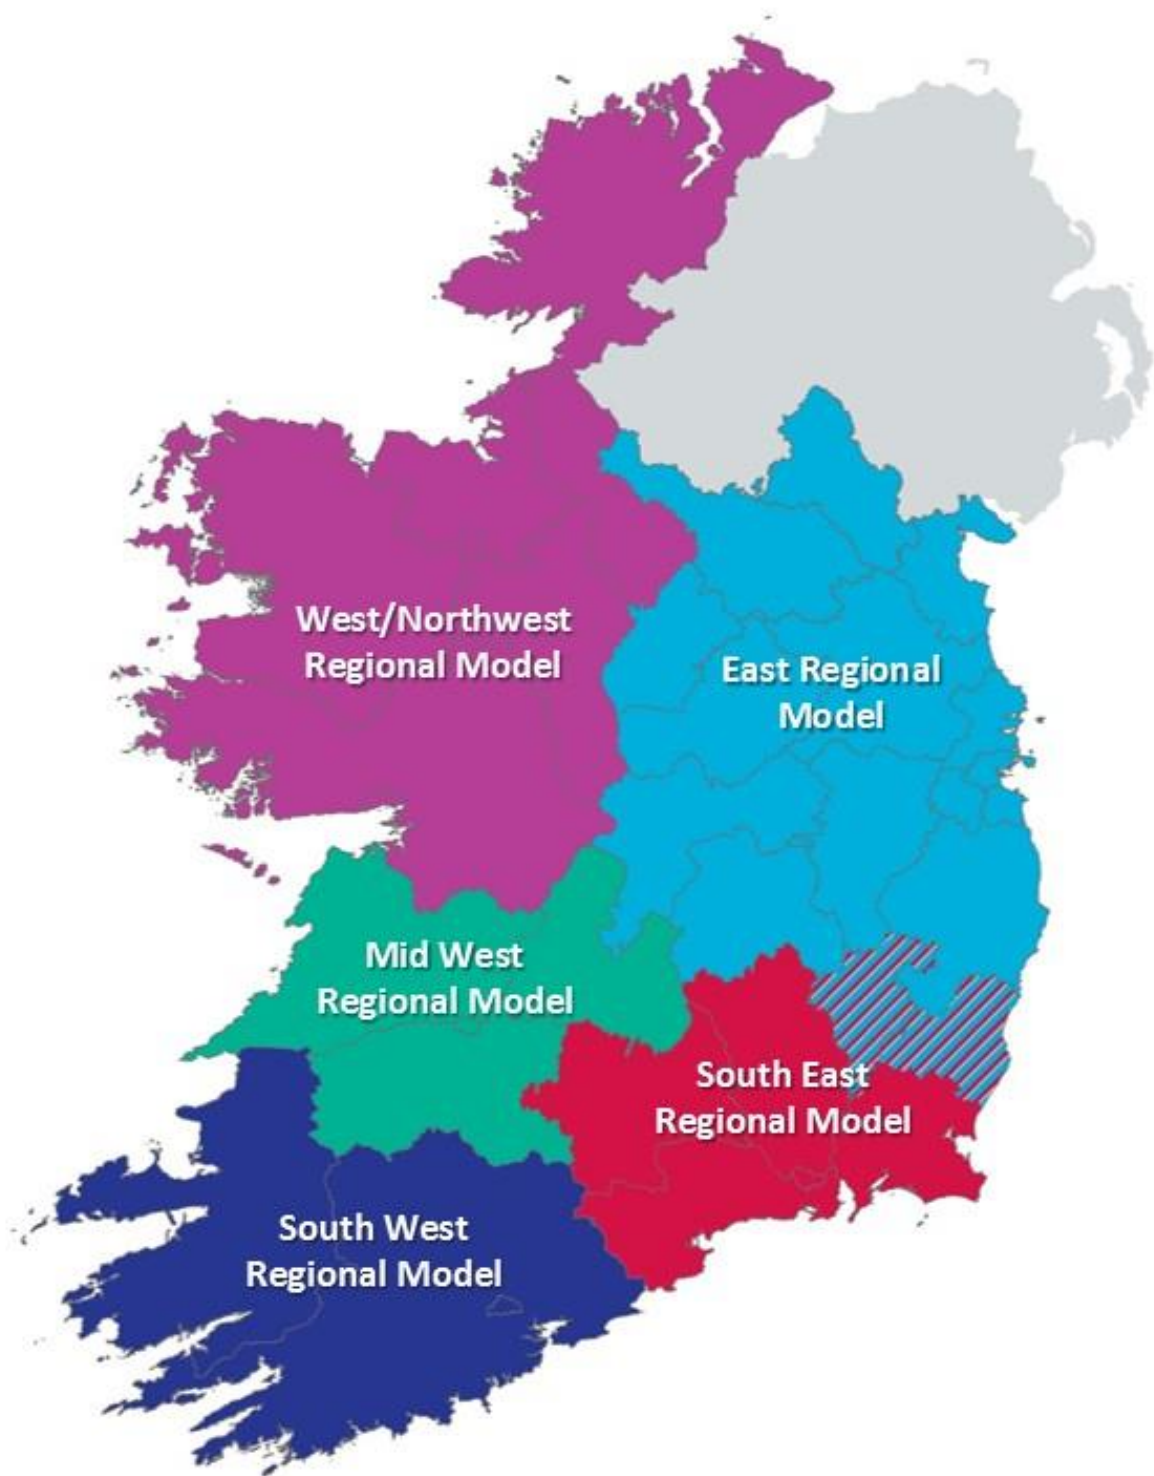 West/Northwest
Regional Model
East Regional
Model
Mid West
Regional Model
South East
Regional Model
South West
Regional Model